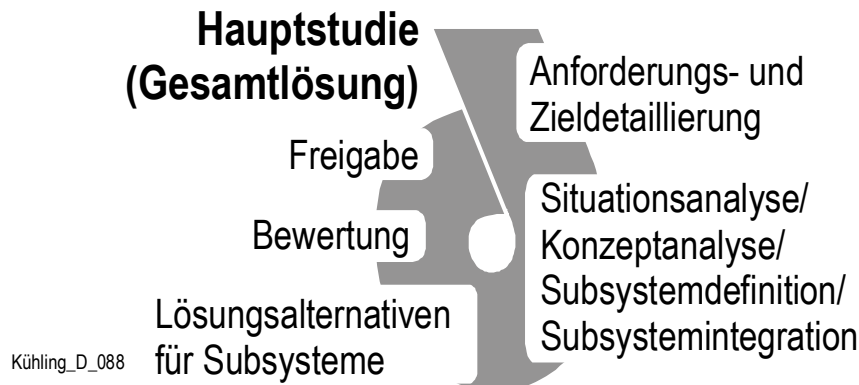 Hauptstudie
(Gesamtlösung)
Anforderungs- und
Zieldetaillierung
Situationsanalyse/
Konzeptanalyse/
Subsystemdefinition/
Subsystemintegration
Lösungsalternativen
für Subsysteme
Bewertung
Freigabe
Kühling_D_088